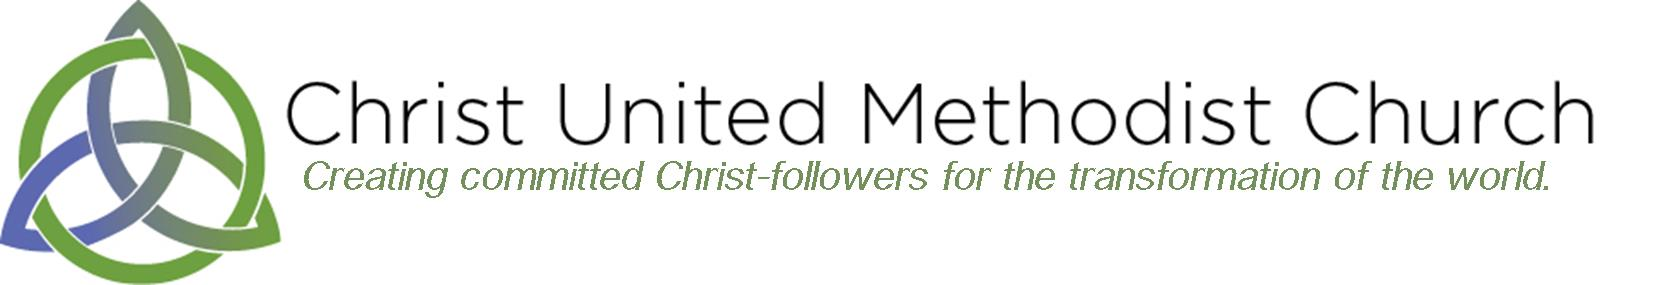 Christ United Methodist Church
Creating committed Christ-followers for the transformation of the world.